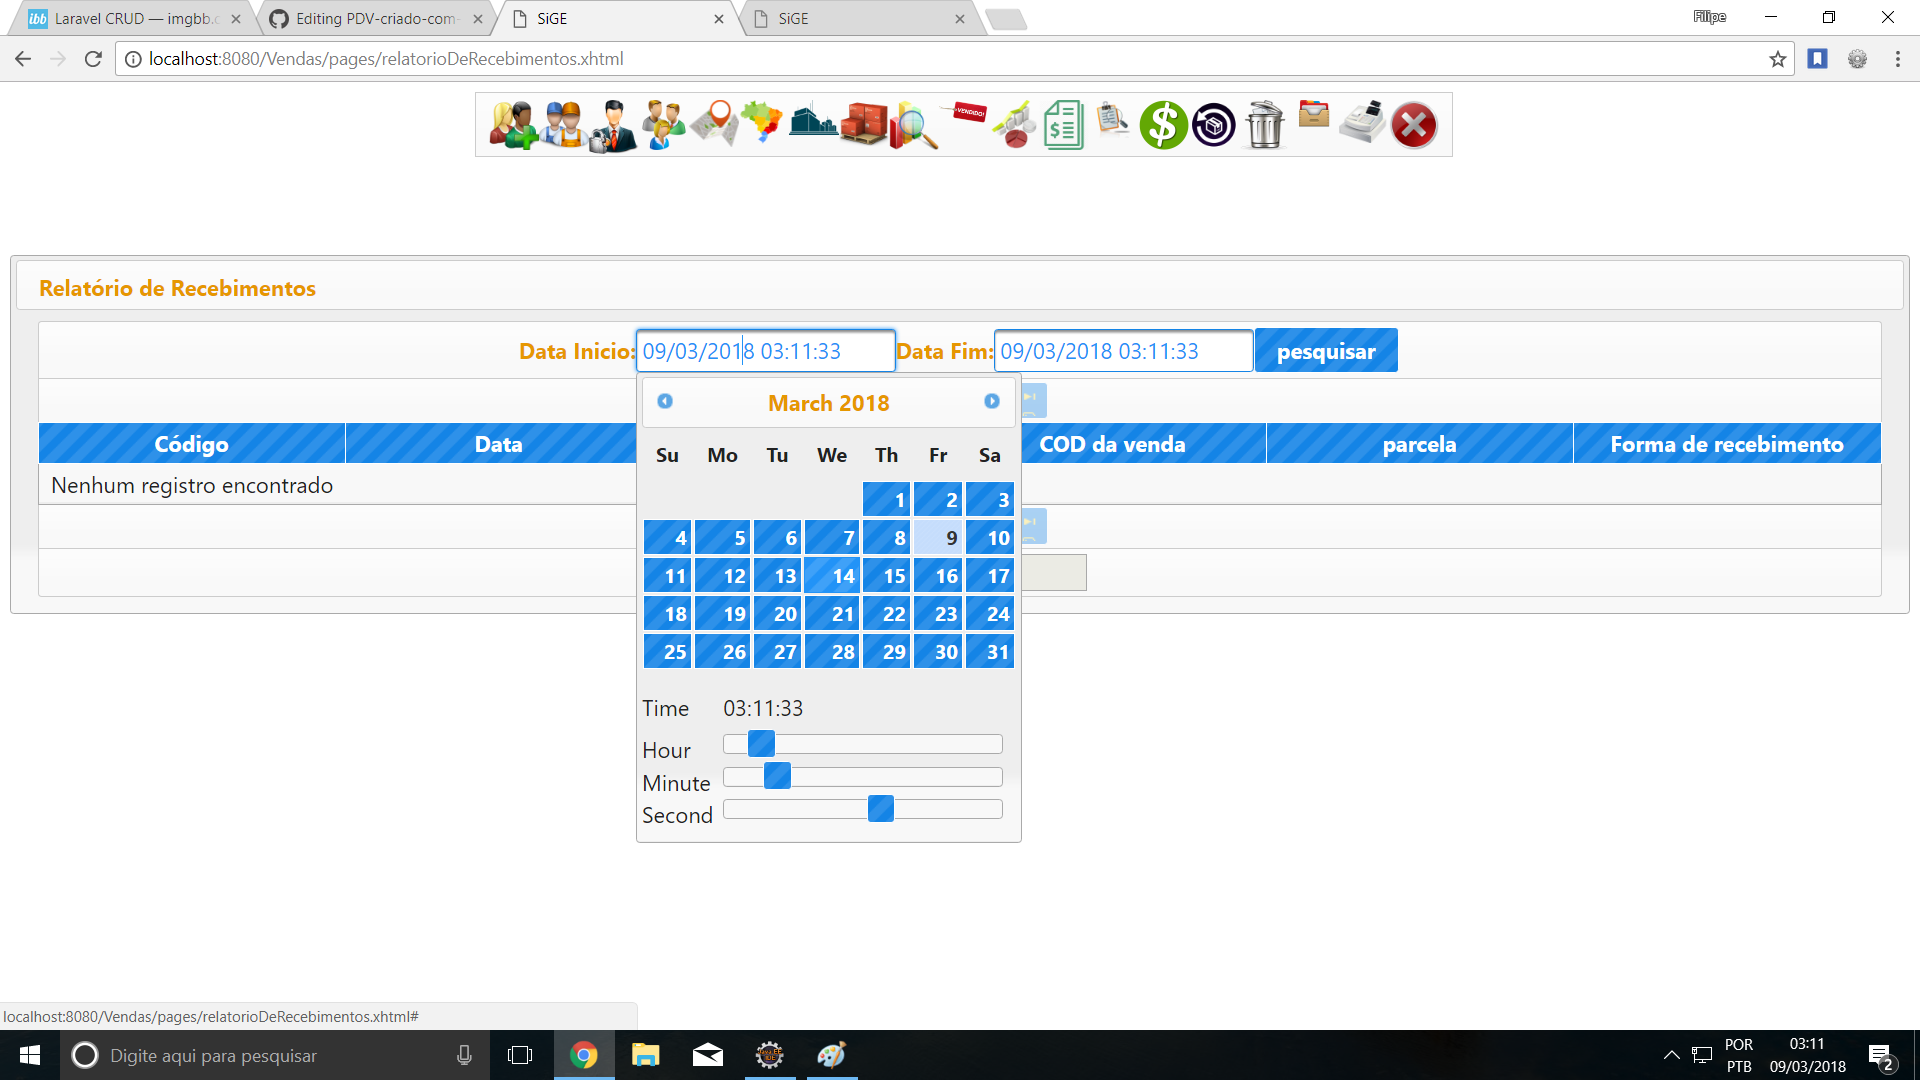 Laravel CRUD — imgbb.c
Editing PDV-criado-com-
SiGE
SiGE
Filipe
localhost:8080/Vendas/pages/relatorioDeRecebimentos.xhtml
VENDIDO!
Relatório de Recebimentos
Data Inicio: 09/03/2018 03:11:33 Data Fim: 09/03/2018 03:11:33 pesquisar
March 2018
Código Data COD da venda parcela Forma de recebimento
Nenhum registro encontrado
Su Mo Tu We Th Fr Sa
1 2 3
4 5 6 7 8 9 10
11 12 13 14 15 16 17
18 19 20 21 22 23 24
25 26 27 28 29 30 31
Time 03:11:33
Hour
Minute
Second
localhost:8080/Vendas/pages/relatorioDeRecebimentos.xhtml#
Digite aqui para pesquisar
POR
PTB
03:11
09/03/2018
2